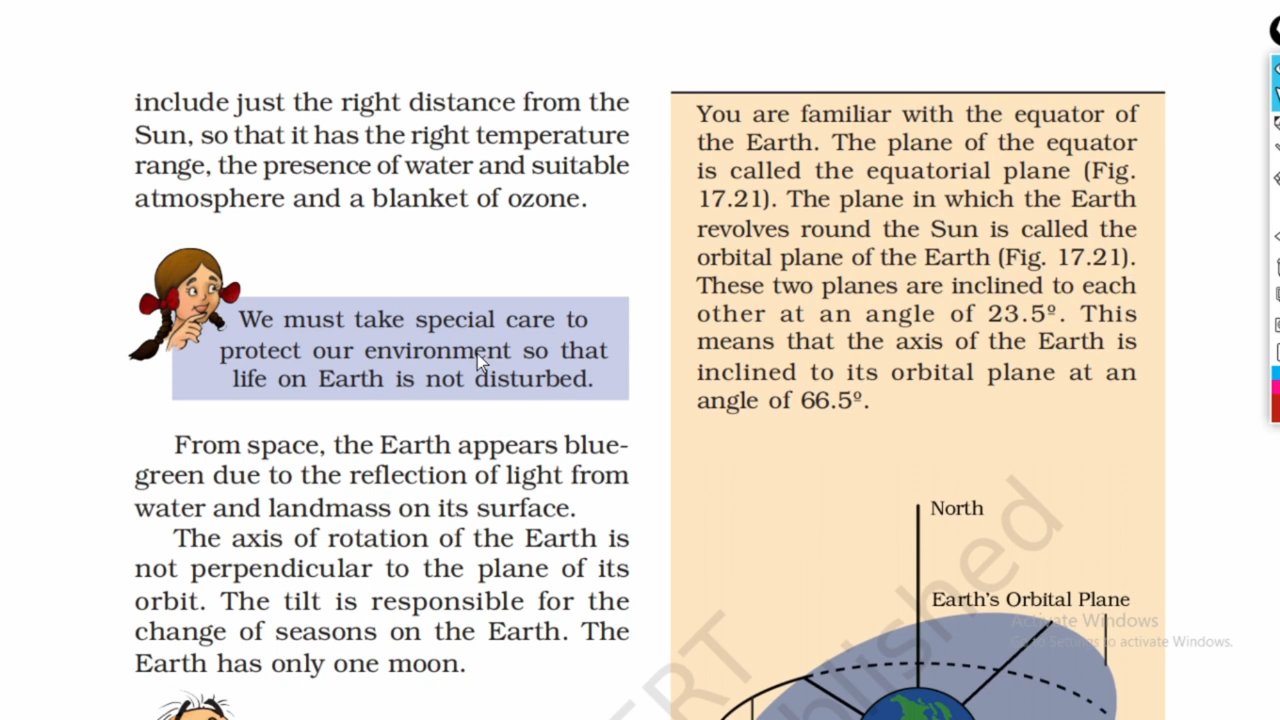 include just the right distance from the
Sun, so that it has the right temperature
range, the presence of water and suitable
atmosphere and a blanket of ozone.
We must take special care to
protect our environment so that
life on Earth is not disturbed.
From space, the Earth appears blue-
green due to the reflection of light from
water and landmass on its surface.
The axis of rotation of the Earth is
not perpendicular to the plane of its
orbit. The tilt is responsible for the
change of seasons on the Earth. The
Earth has only one moon.
You are familiar with the equator of
the Earth. The plane of the equator
is called the equatorial plane (Fig.
17.21). The plane in which the Earth
revolves round the Sun is called the
orbital plane of the Earth (Fig. 17.21).
These two planes are inclined to each
other at an angle of 23.5º. This
means that the axis of the Earth is
inclined to its orbital plane at an
angle of 66.5º.
North
Earth's Orbital Plane
Activate Windows
Go to Settings to activate Windows.